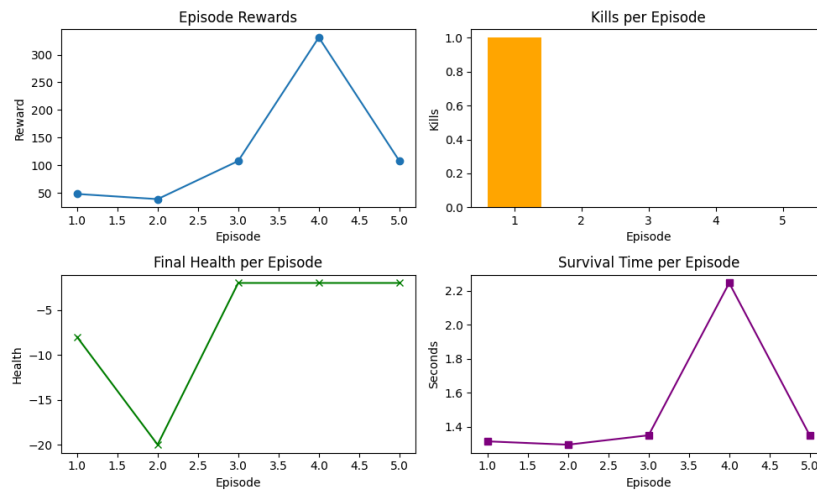 Episode Rewards
Reward
300
250
200
150
100
50
1.0 1.5 2.0 2.5 3.0 3.5 4.0 4.5 5.0
Episode
Kills per Episode
Kills
1.0
0.8
0.6
0.4
0.2
0.0
1 2 3 4 5
Episode
Final Health per Episode
Health
−5
−10
−15
−20
1.0 1.5 2.0 2.5 3.0 3.5 4.0 4.5 5.0
Episode
Survival Time per Episode
Seconds
2.2
2.0
1.8
1.6
1.4
1.0 1.5 2.0 2.5 3.0 3.5 4.0 4.5 5.0
Episode